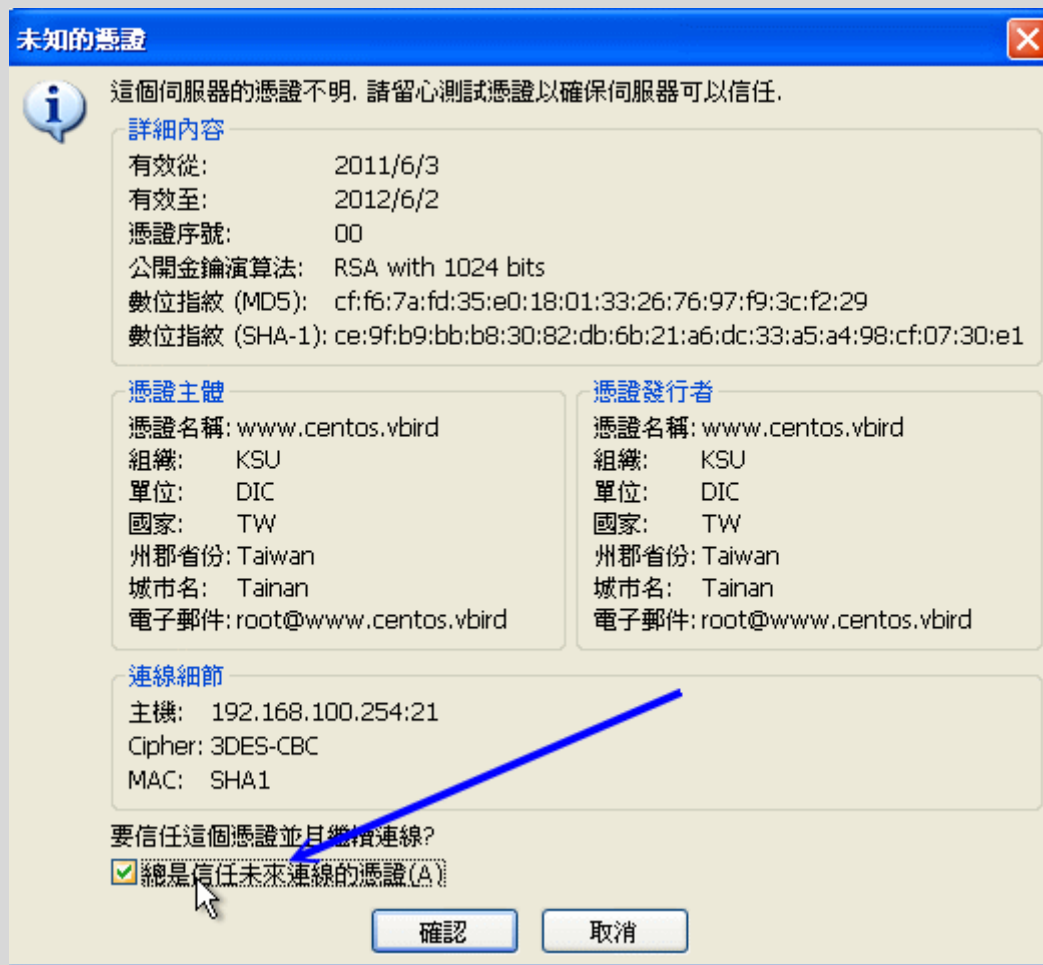 未知的憑證
這個伺服器的憑證不明. 請留心測試憑證以確保伺服器可以信任.
詳細內容
有效從: 2011/6/3
有效至: 2012/6/2
憑證序號: 00
公開金鑰演算法: RSA with 1024 bits
數位指紋 (MD5): cf:f6:7a:fd:35:e0:18:01:33:26:76:97:f9:3c:f2:29
數位指紋 (SHA-1): ce:9f:b9:bb:b8:30:82:db:6b:21:a6:dc:33:a5:a4:98:cf:07:30:e1
憑證主體
憑證名稱: www.centos.vbird
組織: KSU
單位: DIC
國家: TW
州郡省份: Taiwan
城市名: Tainan
電子郵件: root@www.centos.vbird
憑證發行者
憑證名稱: www.centos.vbird
組織: KSU
單位: DIC
國家: TW
州郡省份: Taiwan
城市名: Tainan
電子郵件: root@www.centos.vbird
連線細節
主機: 192.168.100.254:21
Cipher: 3DES-CBC
MAC: SHA1
要信任這個憑證並且繼續連線?
總是信任未來連線的憑證(A)
確認
取消